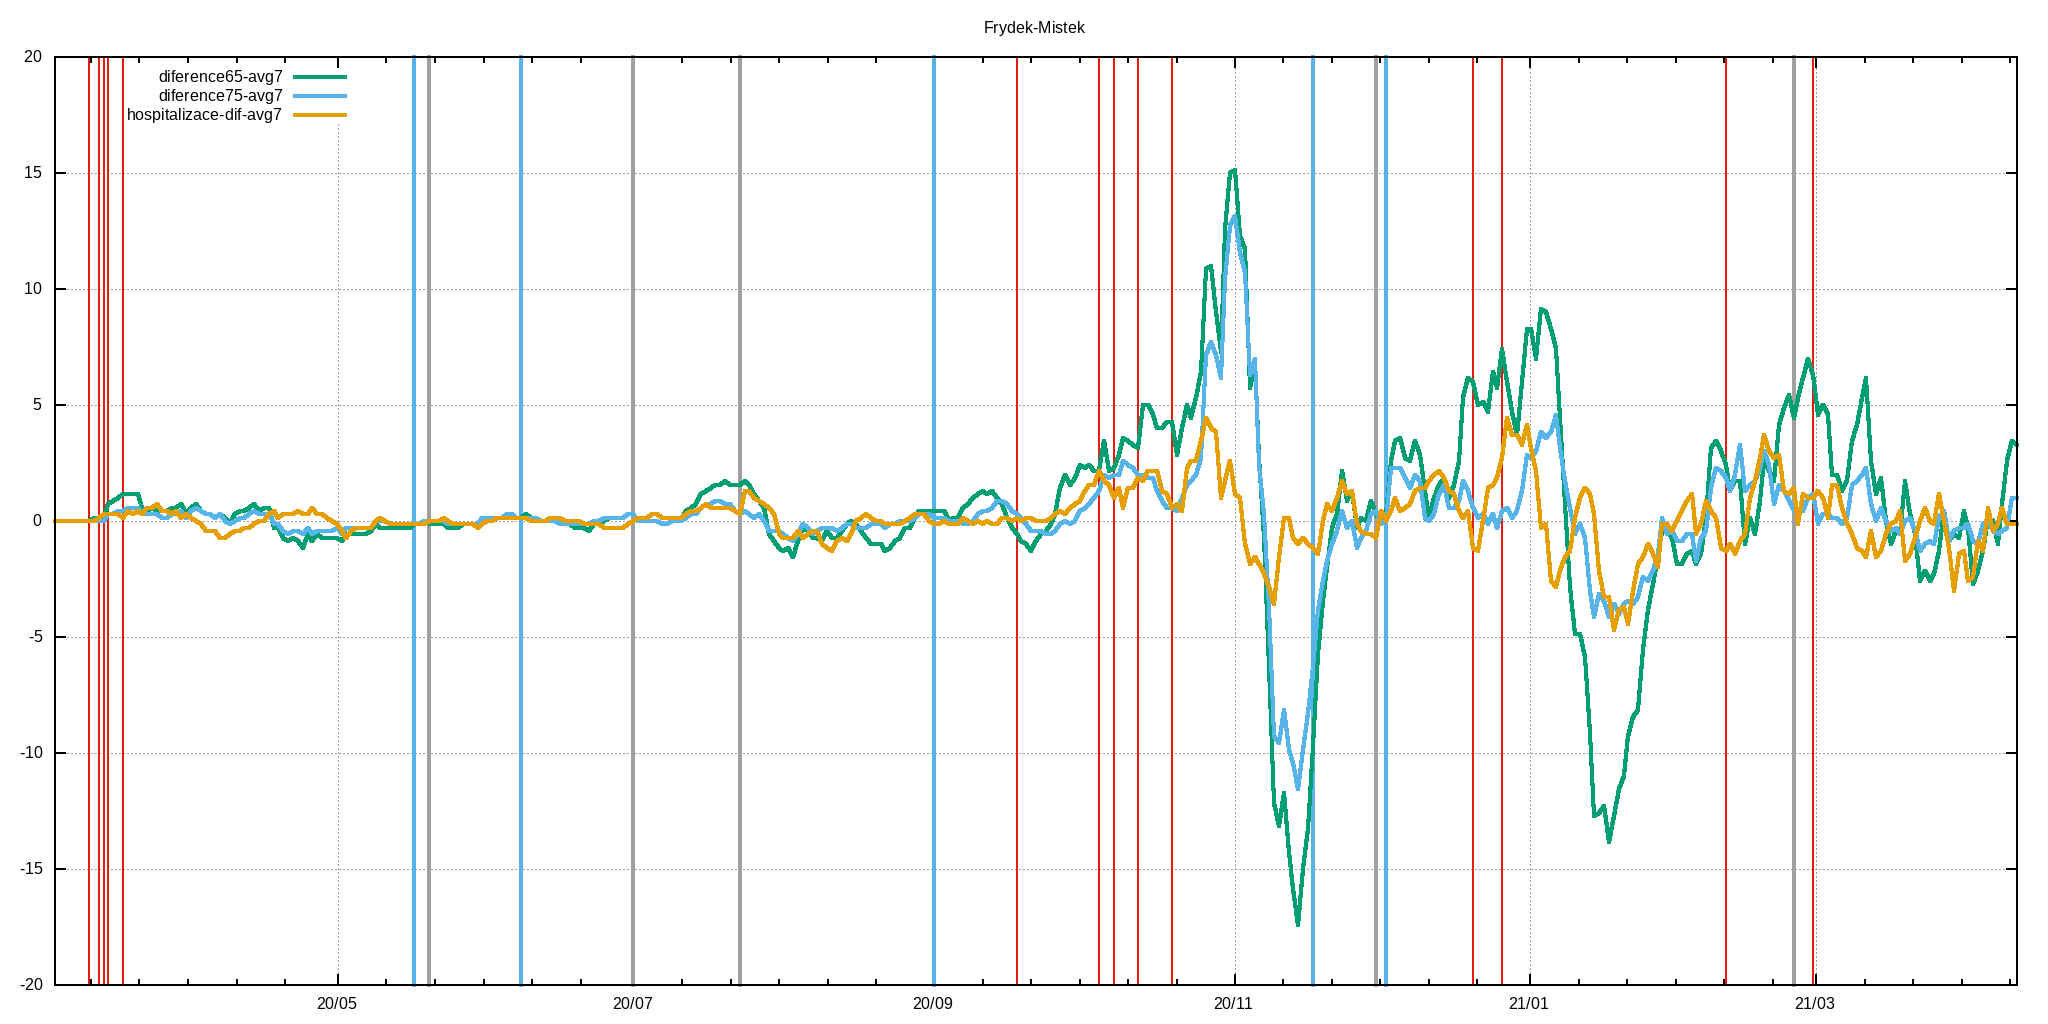 Frydek-Mistek
diference65-avg7
diference75-avg7
hospitalizace-dif-avg7
20
15
10
5
0
-5
-10
-15
-20
20/05 20/07 20/09 20/11 21/01 21/03